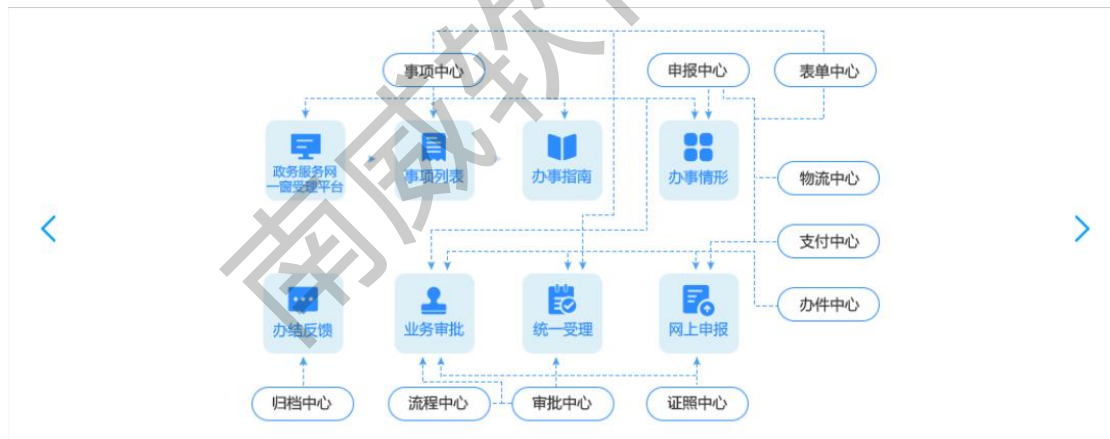 事项中心
申报中心
表单中心
政务服务网
一窗受理平台
事项列表
办事指南
办事情形
物流中心
支付中心
办结反馈
业务审批
统一受理
网上申报
办件中心
归档中心
流程中心
审批中心
证照中心
南威软